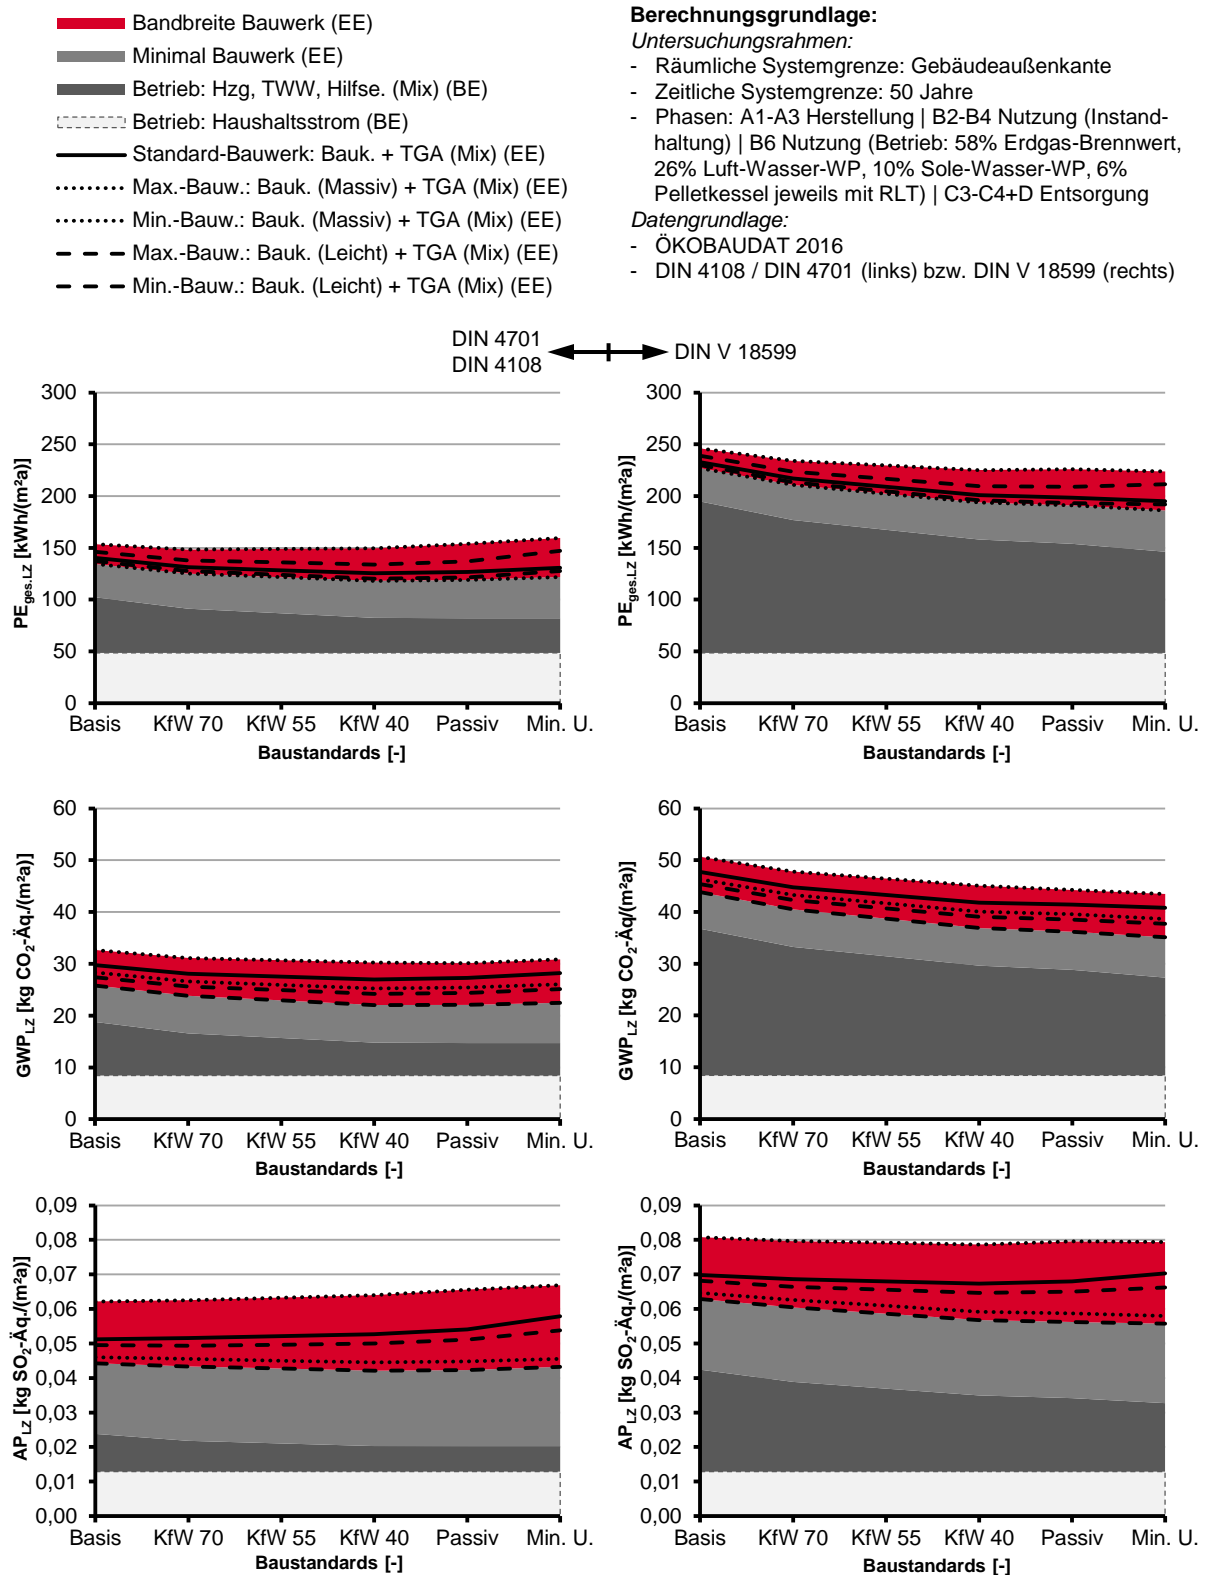 Bandbreite Bauwerk (EE)
Minimal Bauwerk (EE)
Betrieb: Hzg, TWW, Hilfse. (Mix) (BE)
Betrieb: Haushaltsstrom (BE)
Standard-Bauwerk: Bauk. + TGA (Mix) (EE)
Max.-Bauw.: Bauk. (Massiv) + TGA (Mix) (EE)
Min.-Bauw.: Bauk. (Massiv) + TGA (Mix) (EE)
Max.-Bauw.: Bauk. (Leicht) + TGA (Mix) (EE)
Min.-Bauw.: Bauk. (Leicht) + TGA (Mix) (EE)
Berechnungsgrundlage:
Untersuchungsrahmen:
- Räumliche Systemgrenze: Gebäudeaußenkante
- Zeitliche Systemgrenze: 50 Jahre
- Phasen: A1-A3 Herstellung | B2-B4 Nutzung (Instand-
haltung) | B6 Nutzung (Betrieb: 58% Erdgas-Brennwert,
26% Luft-Wasser-WP, 10% Sole-Wasser-WP, 6%
Pelletkessel jeweils mit RLT) | C3-C4+D Entsorgung
Datengrundlage:
- ÖKOBAUDAT 2016
- DIN 4108 / DIN 4701 (links) bzw. DIN V 18599 (rechts)
DIN 4701
DIN 4108
DIN V 18599
PEges.LZ [kWh/(m²a)]
300
250
200
150
100
50
0
Basis KfW 70 KfW 55 KfW 40 Passiv Min. U.
Baustandards [-]
PEges.LZ [kWh/(m²a)]
300
250
200
150
100
50
0
Basis KfW 70 KfW 55 KfW 40 Passiv Min. U.
Baustandards [-]
GWPLZ [kg CO2-Äq./(m²a)]
60
50
40
30
20
10
0
Basis KfW 70 KfW 55 KfW 40 Passiv Min. U.
Baustandards [-]
GWPLZ [kg CO2-Äq/(m²a)]
60
50
40
30
20
10
0
Basis KfW 70 KfW 55 KfW 40 Passiv Min. U.
Baustandards [-]
APLZ [kg SO2-Äq./(m²a)]
0,09
0,08
0,07
0,06
0,05
0,04
0,03
0,02
0,01
0,00
Basis KfW 70 KfW 55 KfW 40 Passiv Min. U.
Baustandards [-]
APLZ [kg SO2-Äq./(m²a)]
0,09
0,08
0,07
0,06
0,05
0,04
0,03
0,02
0,01
0,00
Basis KfW 70 KfW 55 KfW 40 Passiv Min. U.
Baustandards [-]